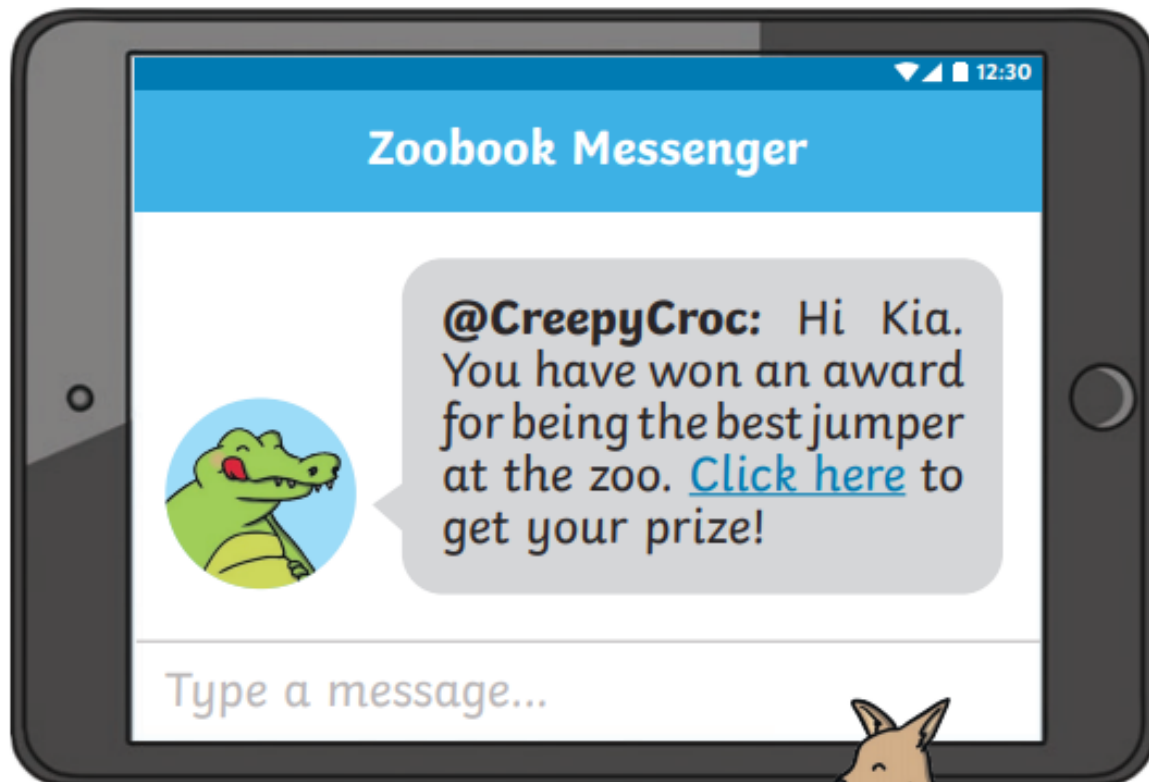 12:30
Zoobook Messenger
@CreepyCroc: Hi Kia.
You have won an award
for being the best jumper
at the zoo. Click here to
get your prize!
Type a message...